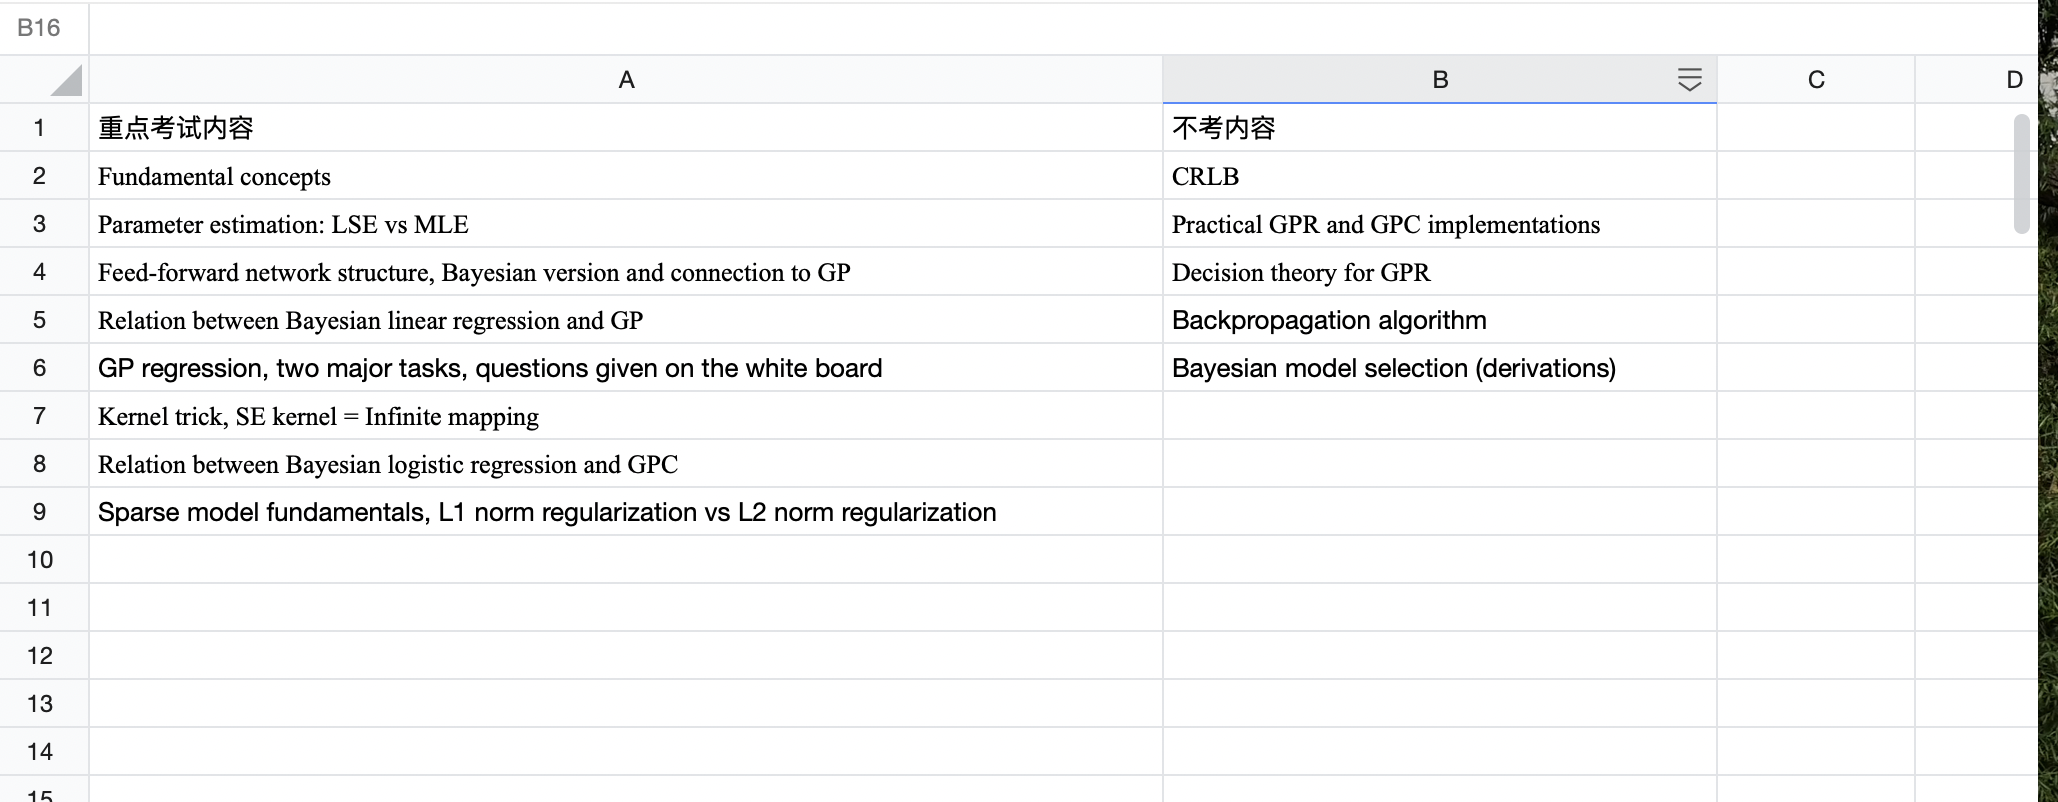 B16
A B C D
1 重点考试内容 不考内容
2 Fundamental concepts CRLB
3 Parameter estimation: LSE vs MLE Practical GPR and GPC implementations
4 Feed-forward network structure, Bayesian version and connection to GP Decision theory for GPR
5 Relation between Bayesian linear regression and GP Backpropagation algorithm
6 GP regression, two major tasks, questions given on the white board Bayesian model selection (derivations)
7 Kernel trick, SE kernel = Infinite mapping
8 Relation between Bayesian logistic regression and GPC
9 Sparse model fundamentals, L1 norm regularization vs L2 norm regularization
10
11
12
13
14
15